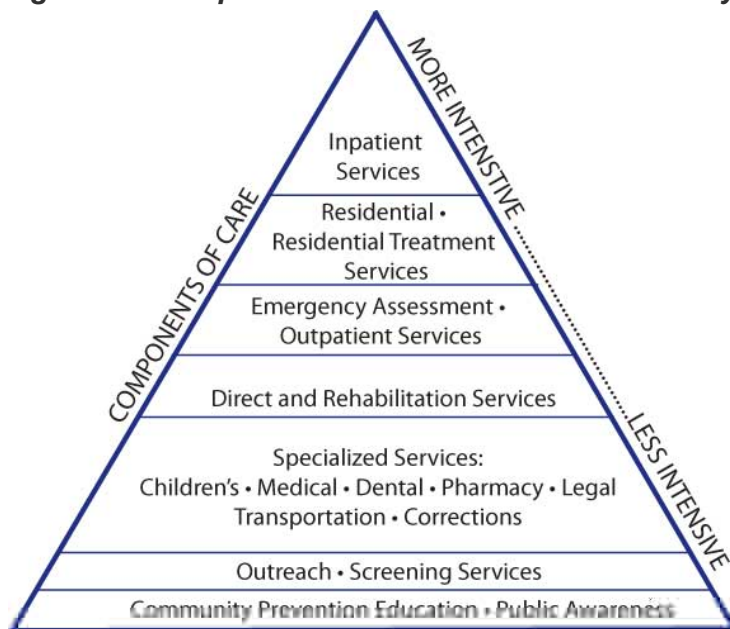 MORE INTENSTIVE
LESS INTENSIVE
COMPONENTS OF CARE
Inpatient
Services
Residential •
Residential Treatment
Services
Emergency Assessment •
Outpatient Services
Direct and Rehabilitation Services
Specialized Services:
Children's • Medical • Dental • Pharmacy • Legal
Transportation • Corrections
Outreach • Screening Services
Community Prevention Education • Public Awareness